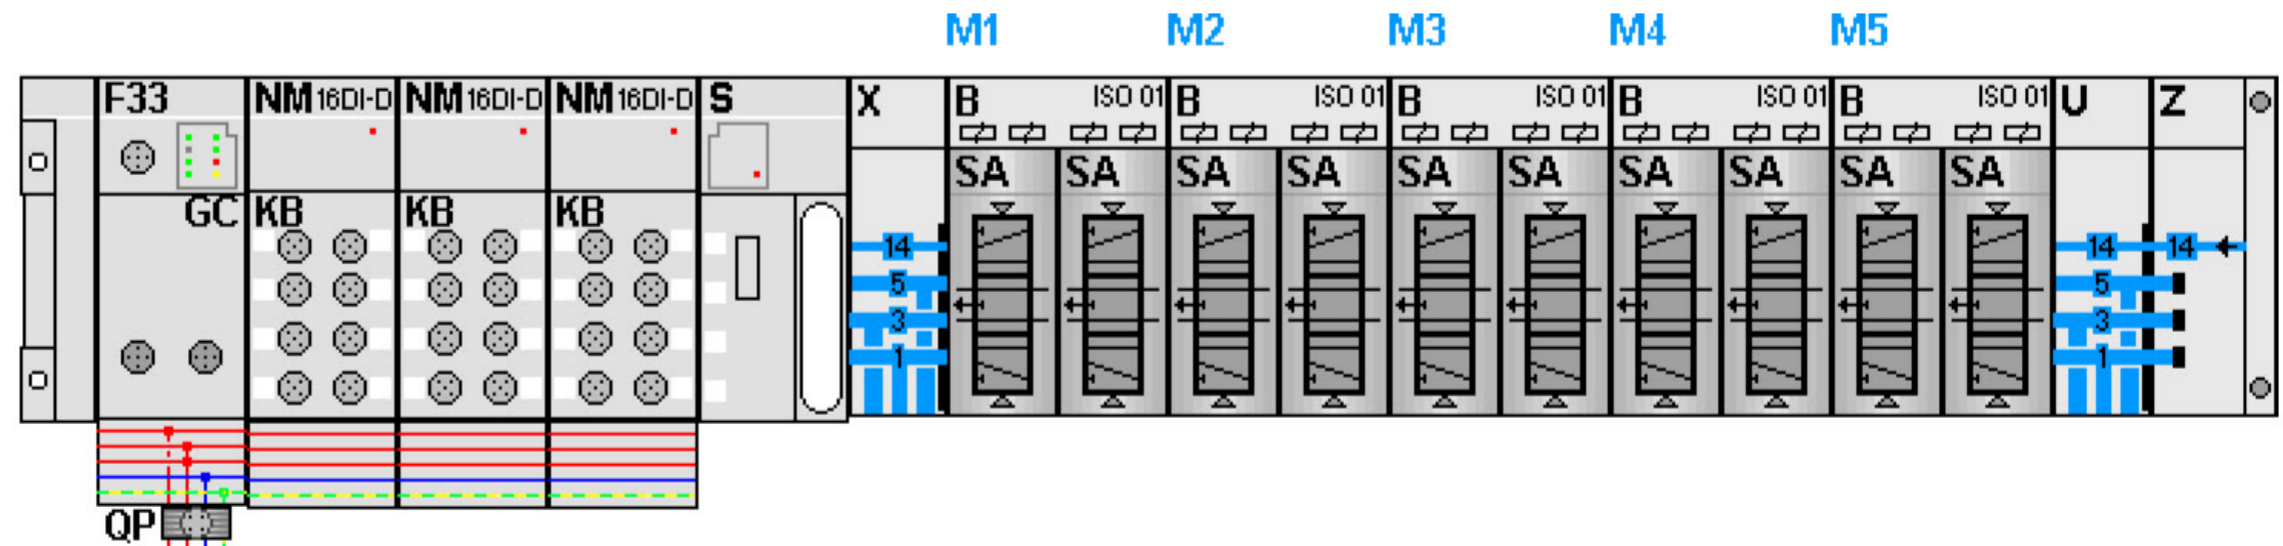 M1 M2 M3 M4 M5
F33 NM 16DI-D NM 16DI-D NM 16DI-D S X B ISO 01 B ISO 01 B ISO 01 B ISO 01 B ISO 01 U Z
SA SA SA SA SA SA SA SA SA SA
GC KB KB KB
14 14 14
5 5
3 3
1 1
QP